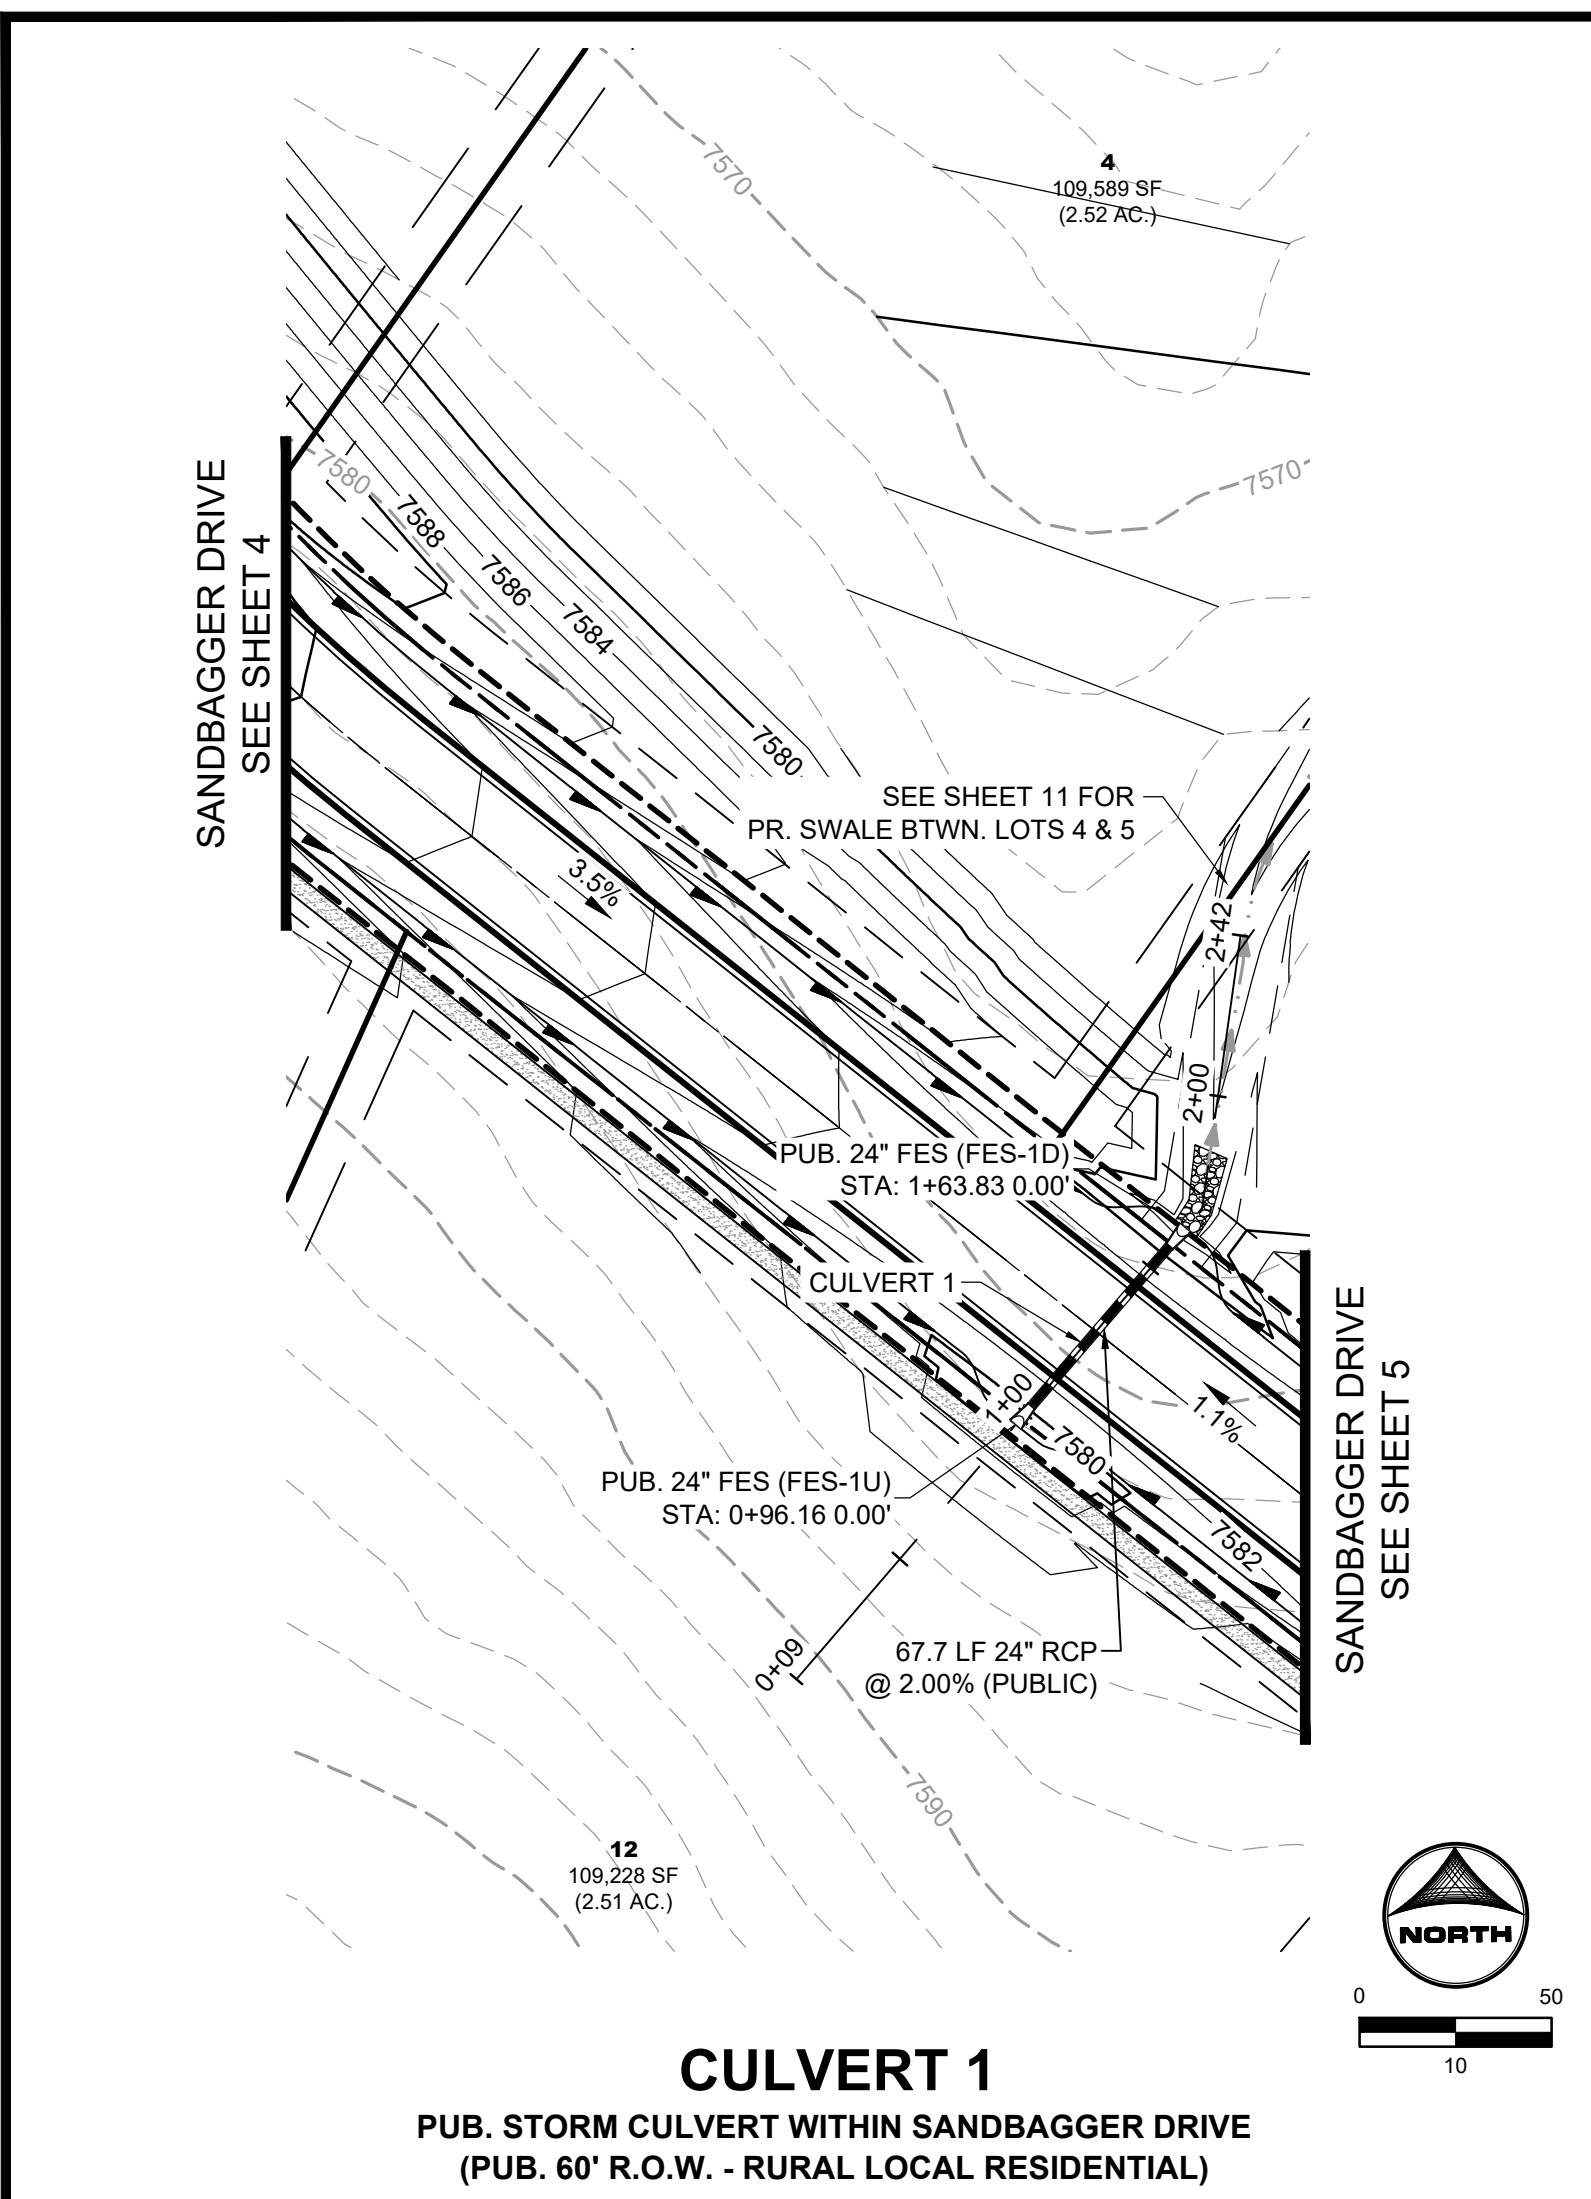 7570
4
109,589 SF
(2.52 AC.)
SANDBAGGER DRIVE
SEE SHEET 4
7580
7588
7586
7584
7570
7580
SEE SHEET 11 FOR
PR. SWALE BTWN. LOTS 4 & 5
3.5%
2+42
2+00
PUB. 24" FES (FES-1D)
STA: 1+63.83 0.00'
CULVERT 1
1+00
7580
1.1%
SANDBAGGER DRIVE
SEE SHEET 5
PUB. 24" FES (FES-1U)
STA: 0+96.16 0.00'
7582
0+09
67.7 LF 24" RCP
@ 2.00% (PUBLIC)
7590
12
109,228 SF
(2.51 AC.)
NORTH
0 50
10
CULVERT 1
PUB. STORM CULVERT WITHIN SANDBAGGER DRIVE
(PUB. 60' R.O.W. - RURAL LOCAL RESIDENTIAL)